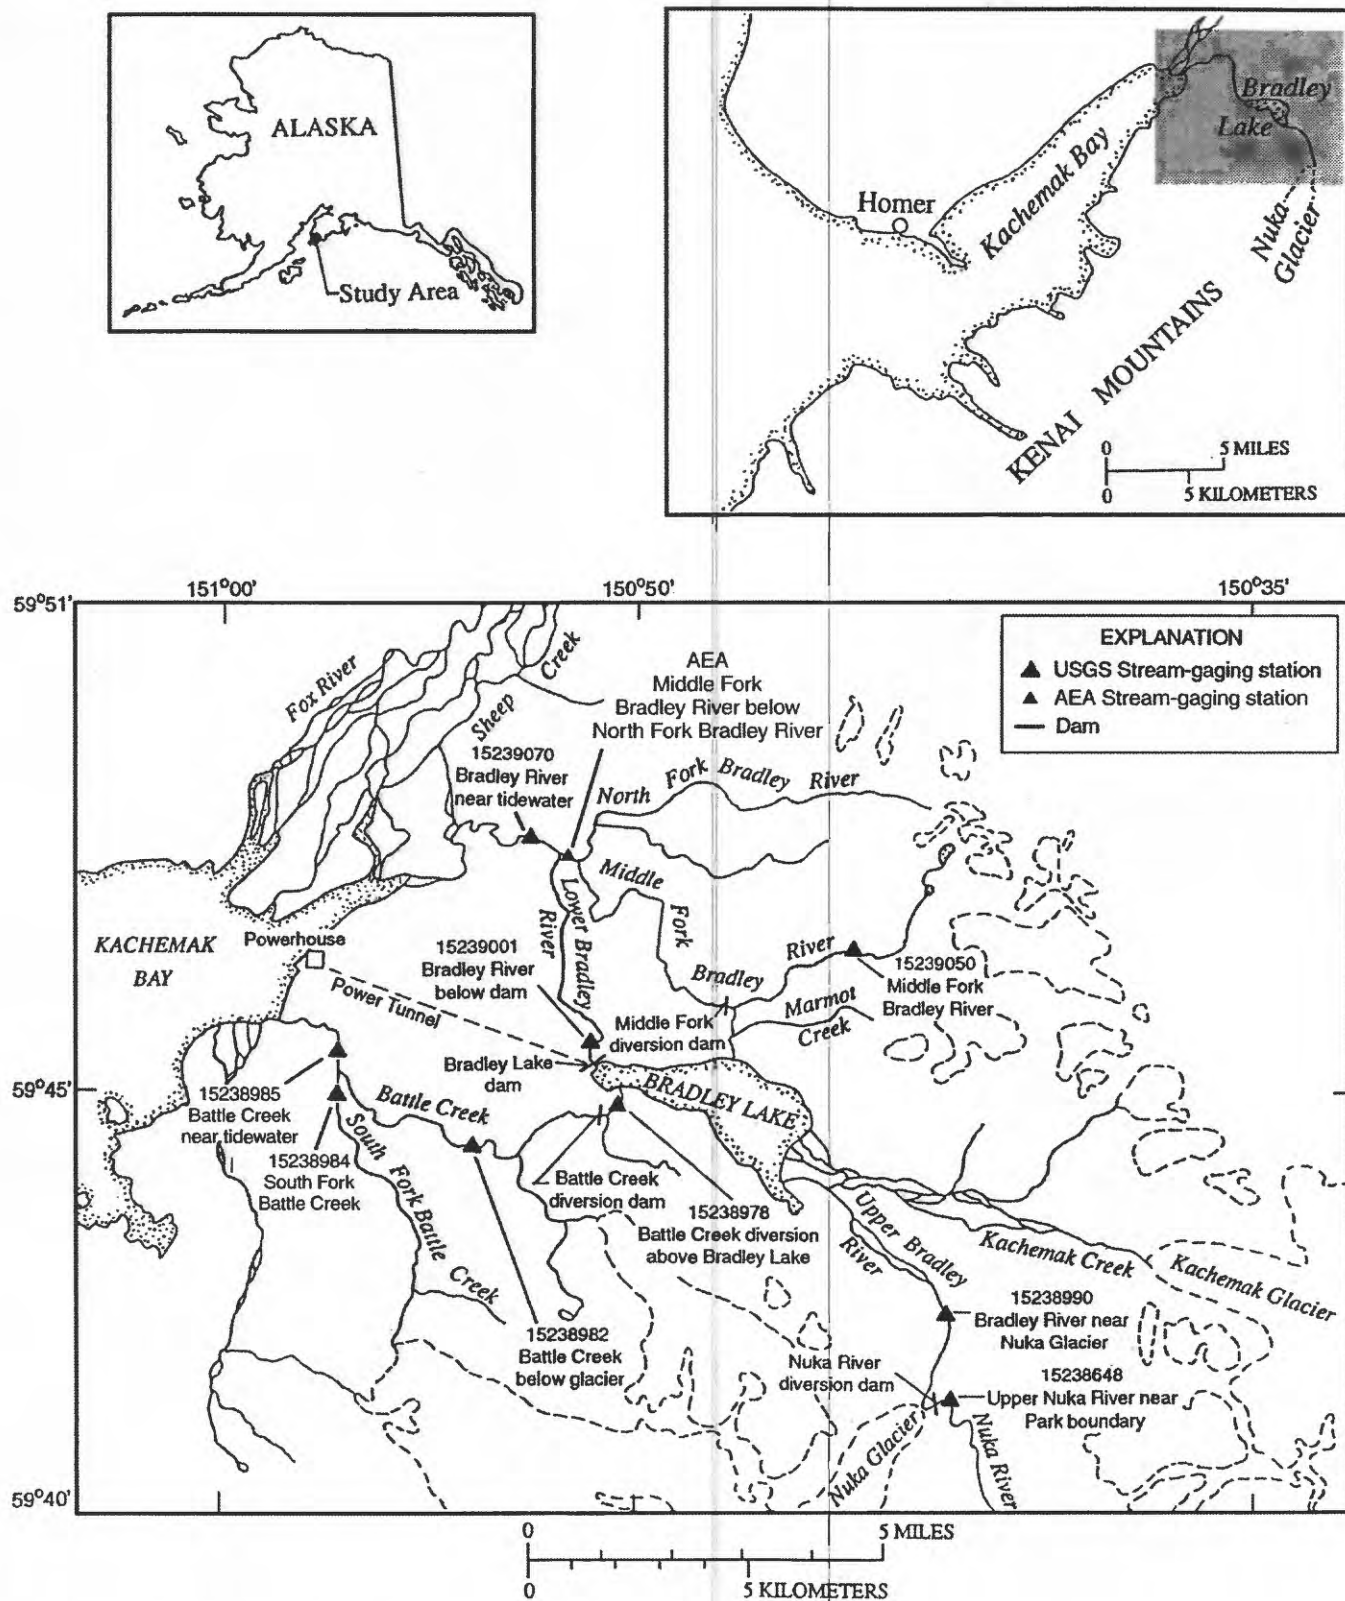 ALASKA
Study Area
Bradley
Lake
Kachemak Bay
Homer
Nuka
Glacier
KENAI MOUNTAINS
0 5 MILES
0 5 KILOMETERS
151°00' 150°50' 150°35'
59°51'
EXPLANATION
USGS Stream-gaging station
AEA Stream-gaging station
Dam
Fox River
Sheep Creek
AEA
Middle Fork
Bradley River below
North Fork Bradley River
15239070
Bradley River
near tidewater
North Fork Bradley River
Middle Fork Bradley River
Lower Bradley
River
KACHEMAK
BAY
Powerhouse
Power Tunnel
15239001
Bradley River
below dam
15239050
Middle Fork
Bradley River
Marmot
Creek
Middle Fork
diversion dam
Bradley Lake
dam
BRADLEY LAKE
59°45'
15238985
Battle Creek
near tidewater
Battle Creek
15238984
South Fork
Battle Creek
South Fork Battle Creek
Battle Creek
diversion dam
15238978
Battle Creek diversion
above Bradley Lake
Upper Bradley
River
Kachemak Creek
Kachemak Glacier
15238982
Battle Creek
below glacier
15238990
Bradley River near
Nuka Glacier
Nuka River
diversion dam
15238648
Upper Nuka River near
Park boundary
Nuka Glacier
Nuka River
59°40'
0 5 MILES
0 5 KILOMETERS